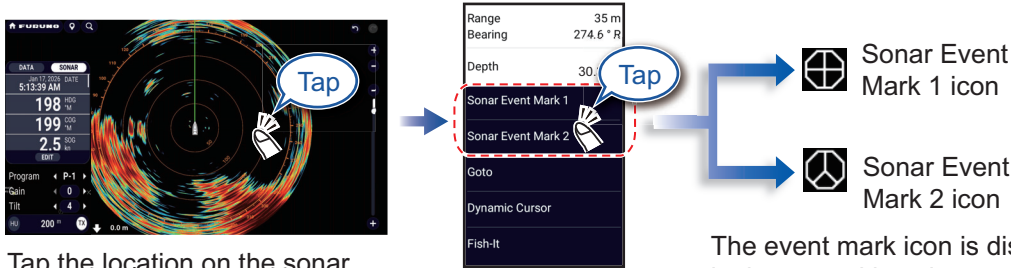 FURUNO
DATA SONAR
Jan 17, 2026 DATE
5:13:39 AM
198 HDG °M
199 COG °M
2.5 SOG kn
EDIT
Program P-1
Gain 0
Tilt 4
HU 200 m TX
0.0 m
Tap
Range 35 m
Bearing 274.6 ° R
Depth 30.
Tap
Sonar Event Mark 1
Sonar Event Mark 2
Goto
Dynamic Cursor
Fish-It
Sonar Event
Mark 1 icon
Sonar Event
Mark 2 icon
Tap the location on the sonar
The event mark icon is dis